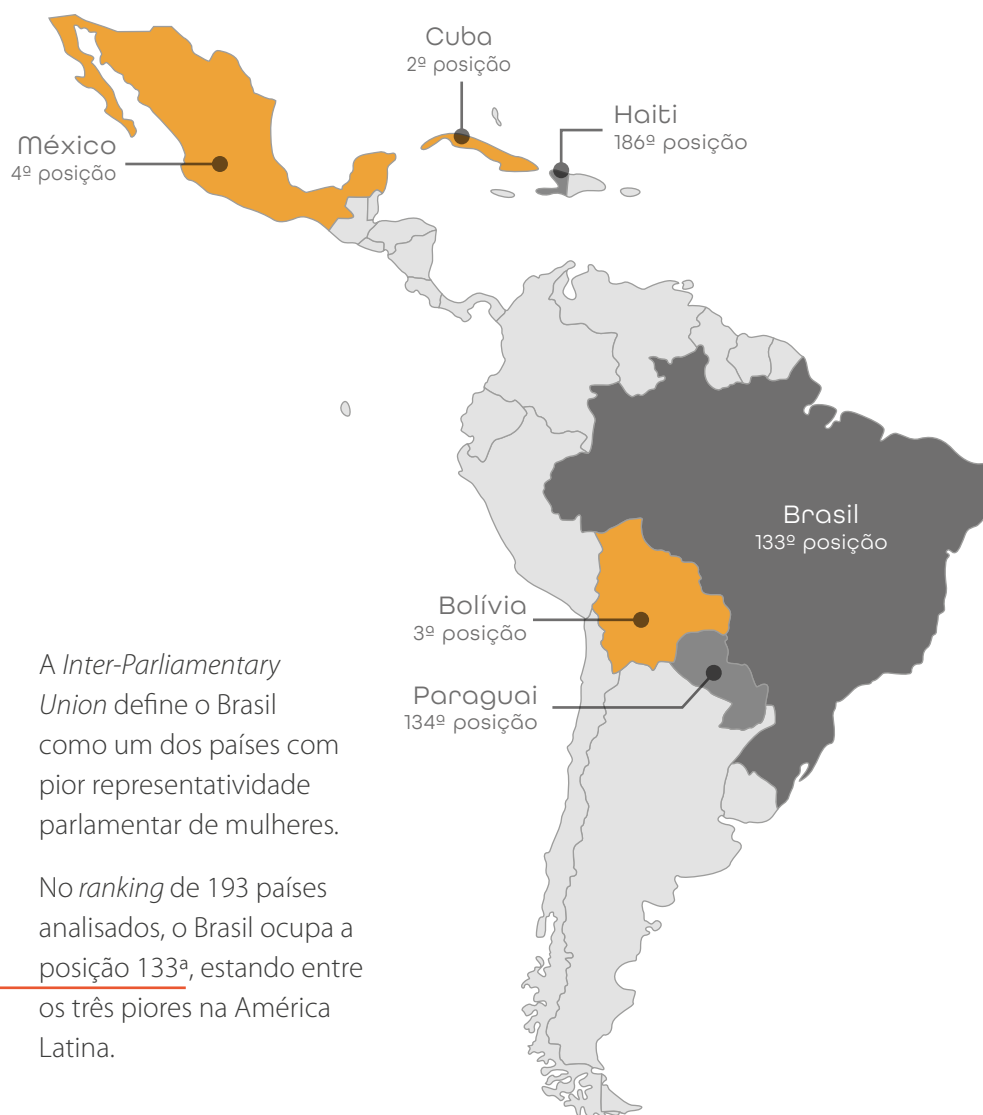 Cuba
2º posição
Haiti
186º posição
México
4º posição
Brasil
133º posição
Bolívia
3º posição
Paraguai
134º posição
A Inter-Parliamentary
Union define o Brasil
como um dos países com
pior representatividade
parlamentar de mulheres.
No ranking de 193 países
analisados, o Brasil ocupa a
posição 133ª, estando entre
os três piores na América
Latina.